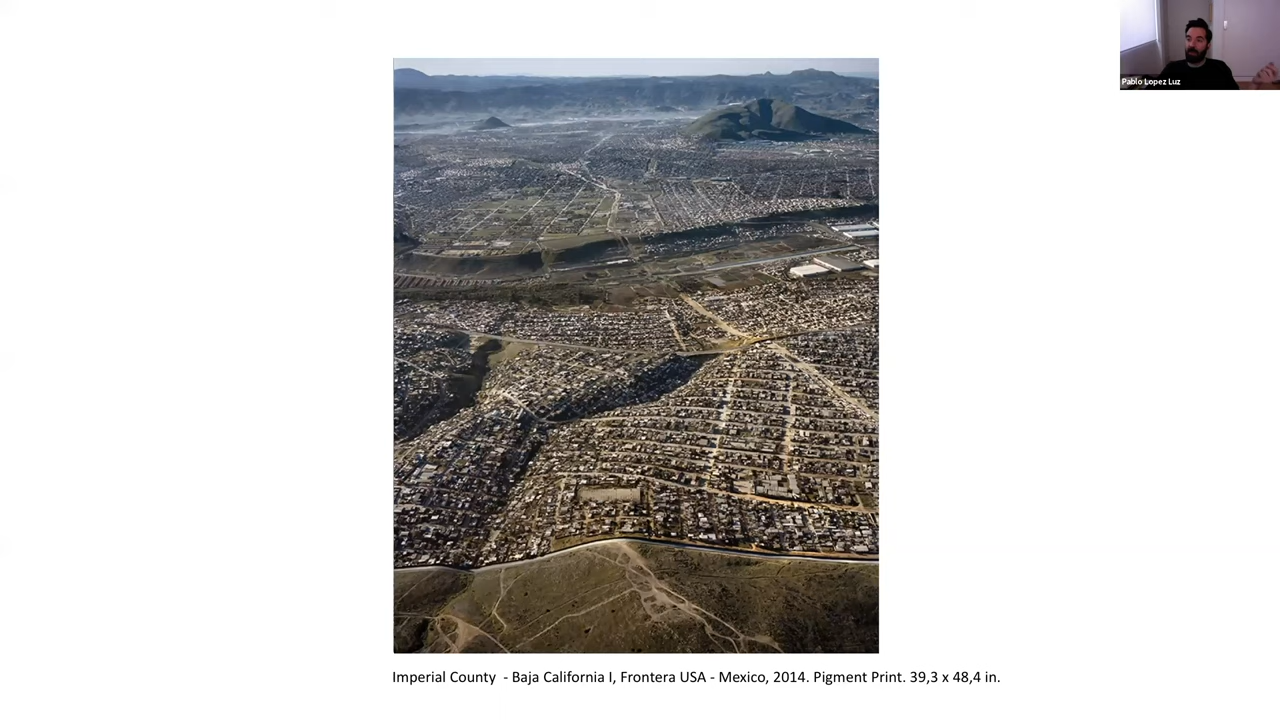 Pablo Lopez Luz
Imperial County - Baja California I, Frontera USA - Mexico, 2014. Pigment Print. 39,3 x 48,4 in.